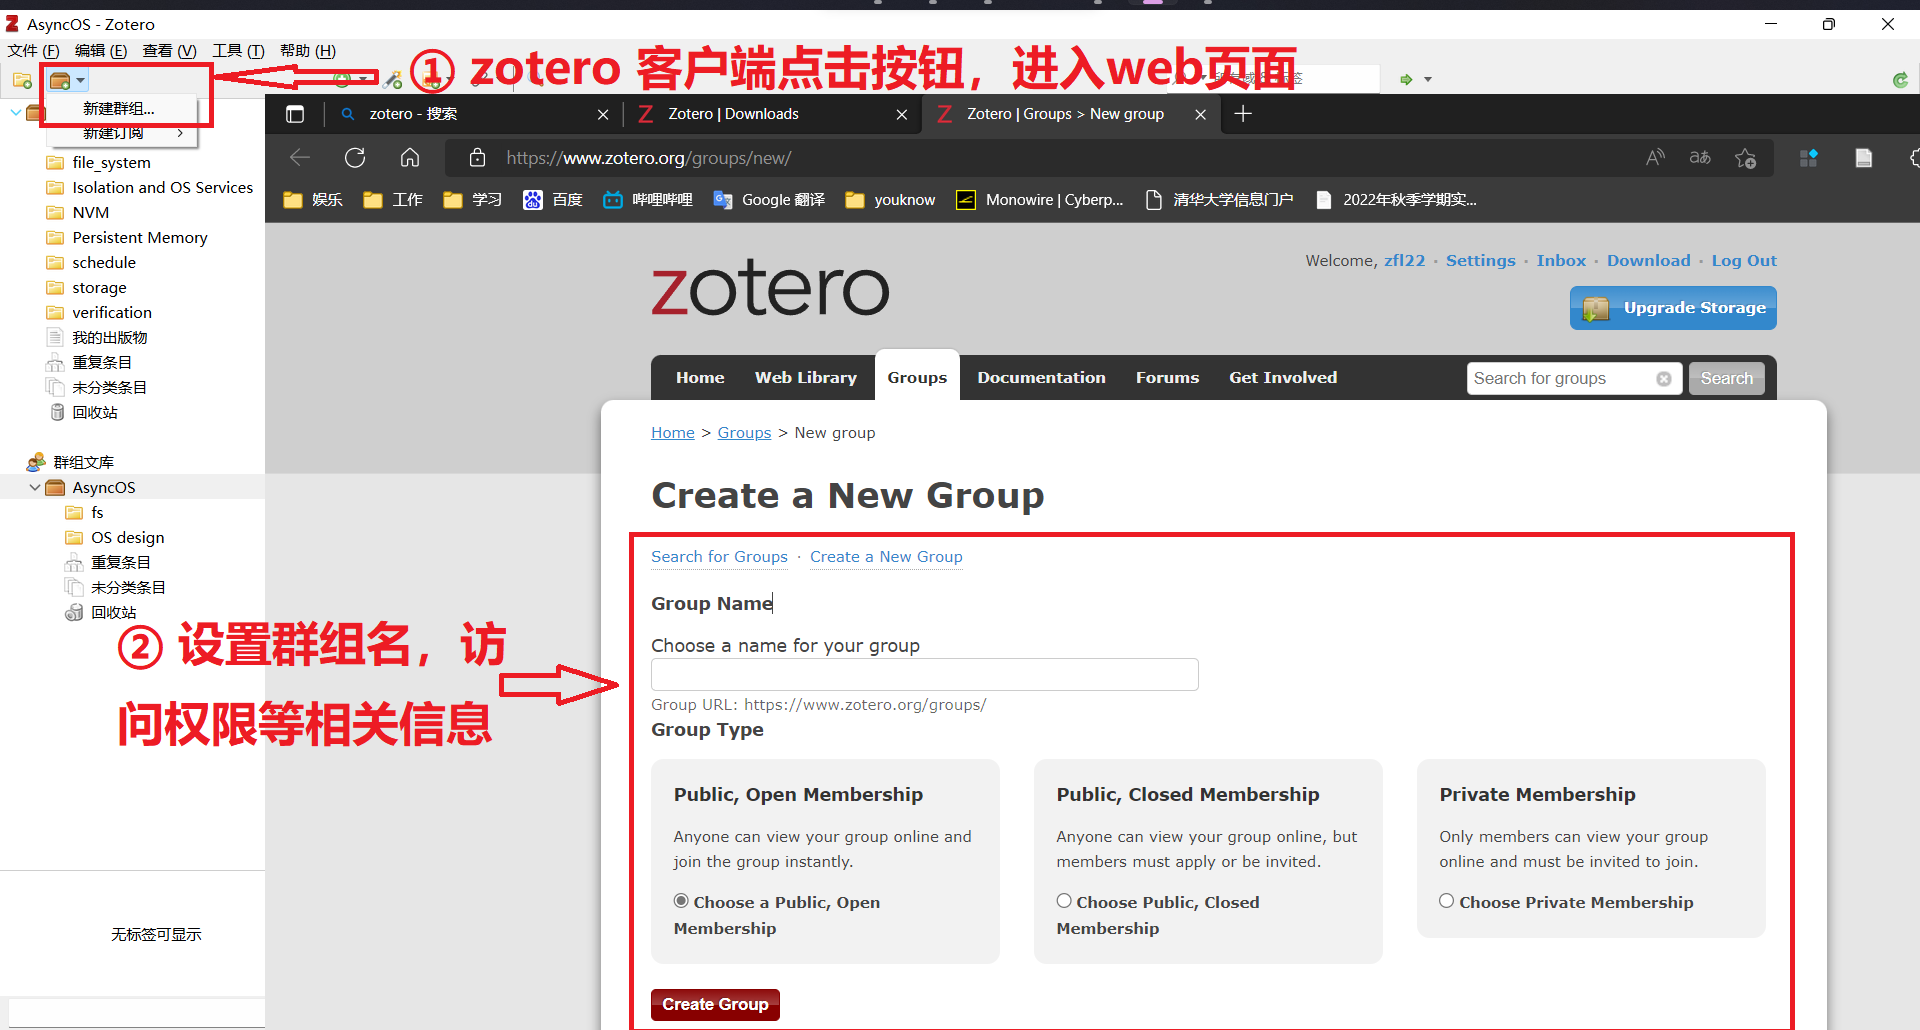 AsyncOS - Zotero
文件 (F) 编辑 (E) 查看 (V) 工具 (T) 帮助 (H)
① zotero 客户端点击按钮，进入web页面
新建群组...
新建订阅
zotero - 搜索
Zotero | Downloads
Zotero | Groups > New group
https://www.zotero.org/groups/new/
娱乐 工作 学习 百度 哔哩哔哩 Google 翻译 youknow Monowire | Cyberp... 清华大学信息门户 2022年秋季学期实...
file_system
Isolation and OS Services
NVM
Persistent Memory
schedule
storage
verification
我的出版物
重复条目
未分类条目
回收站
群组文库
AsyncOS
fs
OS design
重复条目
未分类条目
回收站
② 设置群组名，访
问权限等相关信息
无标签可显示
zotero
Welcome, zfl22 · Settings · Inbox · Download · Log Out
Upgrade Storage
Home Web Library Groups Documentation Forums Get Involved
Search for groups Search
Home > Groups > New group
Create a New Group
Search for Groups · Create a New Group
Group Name
Choose a name for your group
Group URL: https://www.zotero.org/groups/
Group Type
Public, Open Membership
Anyone can view your group online and
join the group instantly.
Choose a Public, Open
Membership
Public, Closed Membership
Anyone can view your group online, but
members must apply or be invited.
Choose Public, Closed
Membership
Private Membership
Only members can view your group
online and must be invited to join.
Choose Private Membership
Create Group